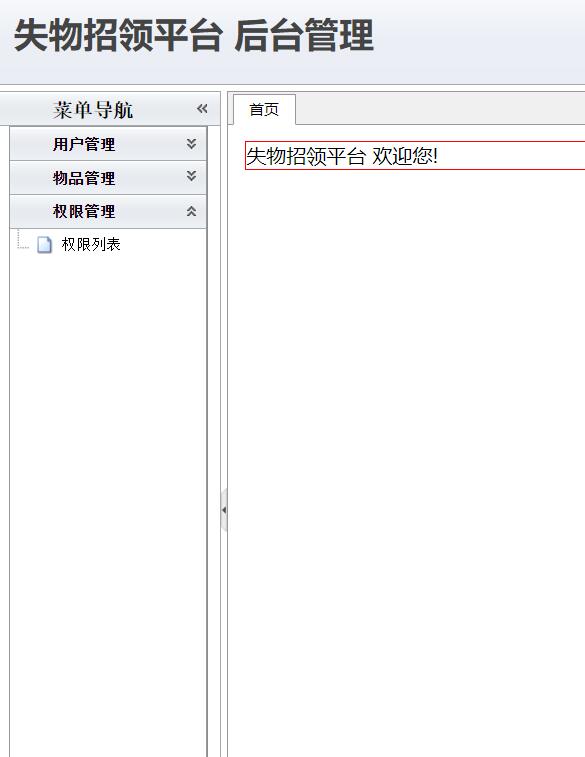 失物招领平台 后台管理
菜单导航
首页
用户管理
失物招领平台 欢迎您!
物品管理
权限管理
权限列表